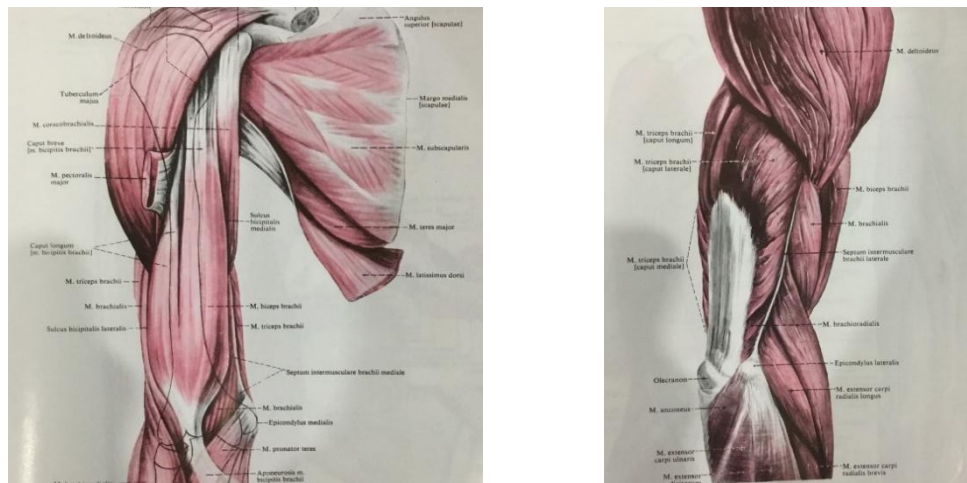 Angulus
superior [scapulae]
M. deltoideus
Tuberculum
majus
Margo medialis
[scapulae]
M. coracobrachialis
Caput breve
[m. bicipitis brachii]
M. subscapularis
M. pectoralis
major
Sulcus
bicipitalis
medialis
M. teres major
Caput longum
[m. bicipitis brachii]
M. latissimus dorsi
M. triceps brachii
M. brachialis
M. biceps brachii
Sulcus bicipitalis lateralis
M. triceps brachii
Septum intermusculare brachii mediale
M. brachialis
Epicondylus medialis
M. pronator teres
Aponeurosis m.
bicipitis brachii
M. deltoideus
M. triceps brachii
[caput longum]
M. triceps brachii
[caput laterale]
M. biceps brachii
M. brachialis
Septum intermusculare
brachii laterale
M. triceps brachii
[caput mediale]
M. brachioradialis
Epicondylus lateralis
Olecranon
M. extensor carpi
radialis longus
M. anconeus
M. extensor
carpi ulnaris
M. extensor carpi
radialis brevis
M. extensor